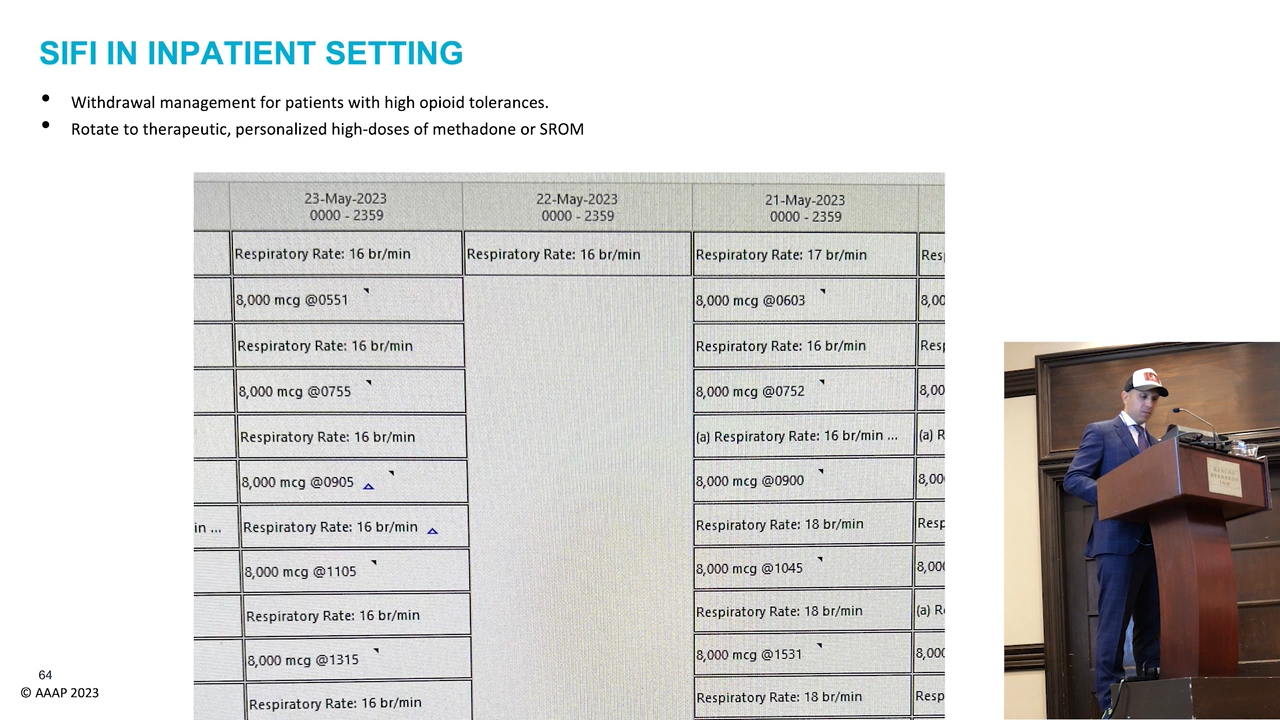 SIFI IN INPATIENT SETTING
• Withdrawal management for patients with high opioid tolerances.
• Rotate to therapeutic, personalized high-doses of methadone or SROM
23-May-2023 22-May-2023 21-May-2023
0000 - 2359 0000 - 2359 0000 - 2359
Respiratory Rate: 16 br/min Respiratory Rate: 16 br/min Respiratory Rate: 17 br/min Res
8,000 mcg @0551 8,000 mcg @0603 8,00
Respiratory Rate: 16 br/min Respiratory Rate: 16 br/min Res
8,000 mcg @0755 8,000 mcg @0752 8,00
Respiratory Rate: 16 br/min (a) Respiratory Rate: 16 br/min ... (a) R
8,000 mcg @0905 8,000 mcg @0900 8,00
in ... Respiratory Rate: 16 br/min Respiratory Rate: 18 br/min Resp
8,000 mcg @1105 8,000 mcg @1045 8,000
Respiratory Rate: 16 br/min Respiratory Rate: 18 br/min (a) R
8,000 mcg @1315 8,000 mcg @1531 8,000
Respiratory Rate: 16 br/min Respiratory Rate: 18 br/min Resp
64
© AAAP 2023